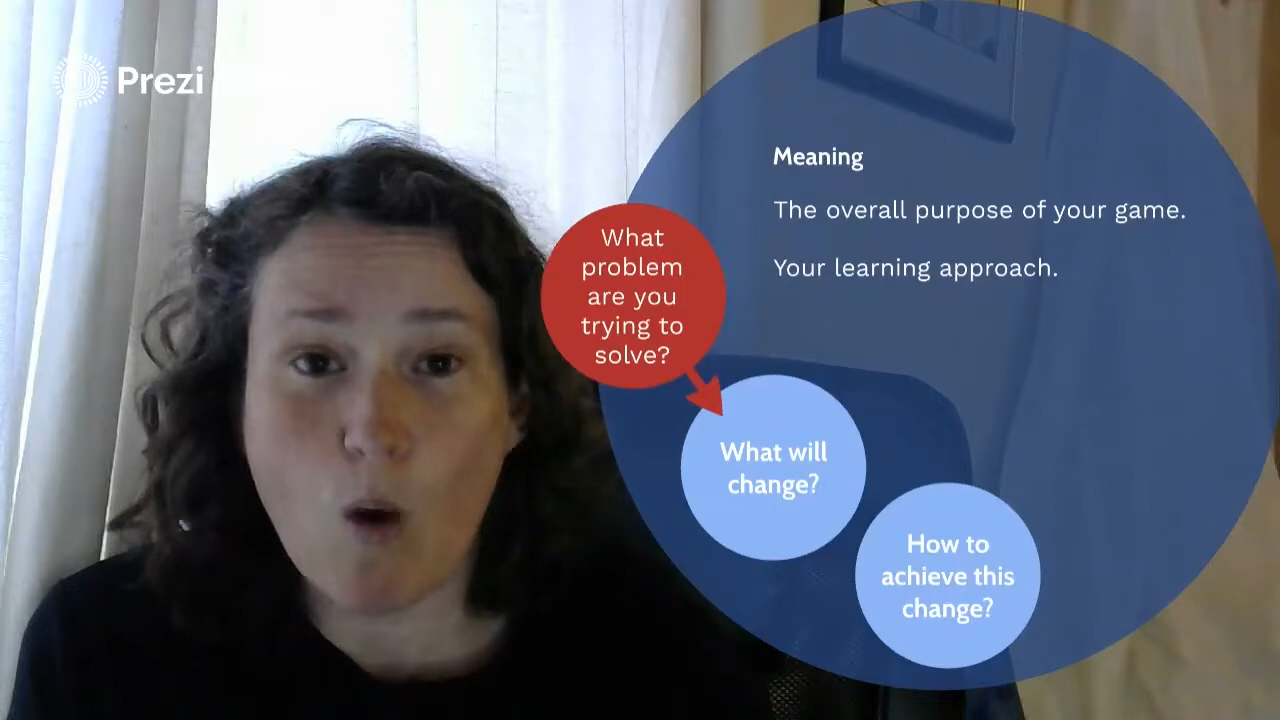 Prezi
Meaning
The overall purpose of your game.
Your learning approach.
What
problem
are you
trying to
solve?
What will
change?
How to
achieve this
change?